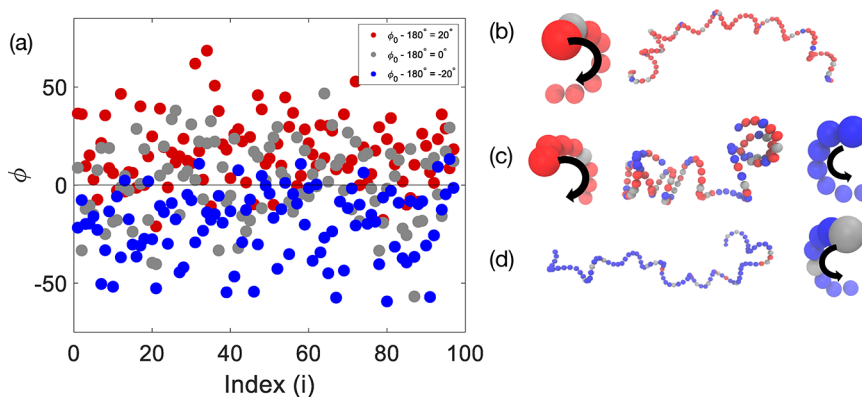 (a)
50
0
-50
ϕ
0 20 40 60 80 100
Index (i)
ϕ₀ - 180° = 20°
ϕ₀ - 180° = 0°
ϕ₀ - 180° = -20°
(b)
(c)
(d)